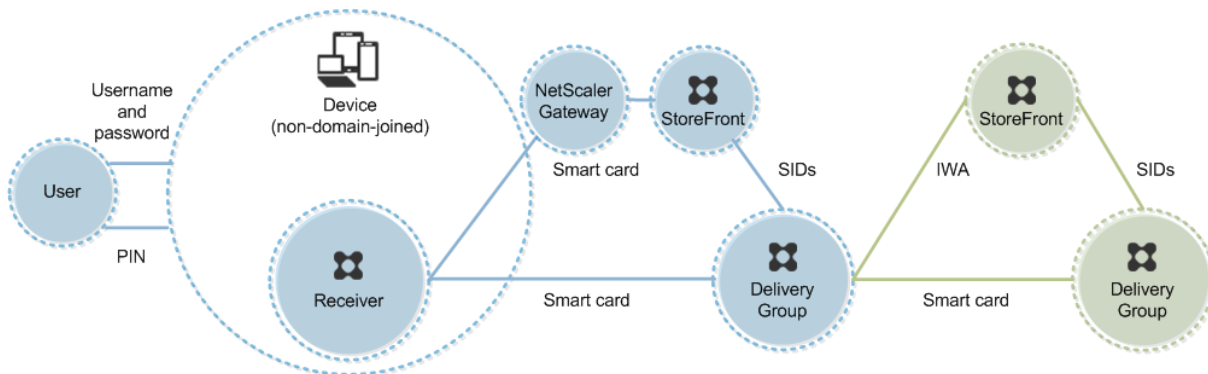 Username
and
password
User
PIN
Device
(non-domain-joined)
Receiver
NetScaler
Gateway
StoreFront
Smart card
SIDs
Smart card
Delivery
Group
StoreFront
IWA
SIDs
Smart card
Delivery
Group